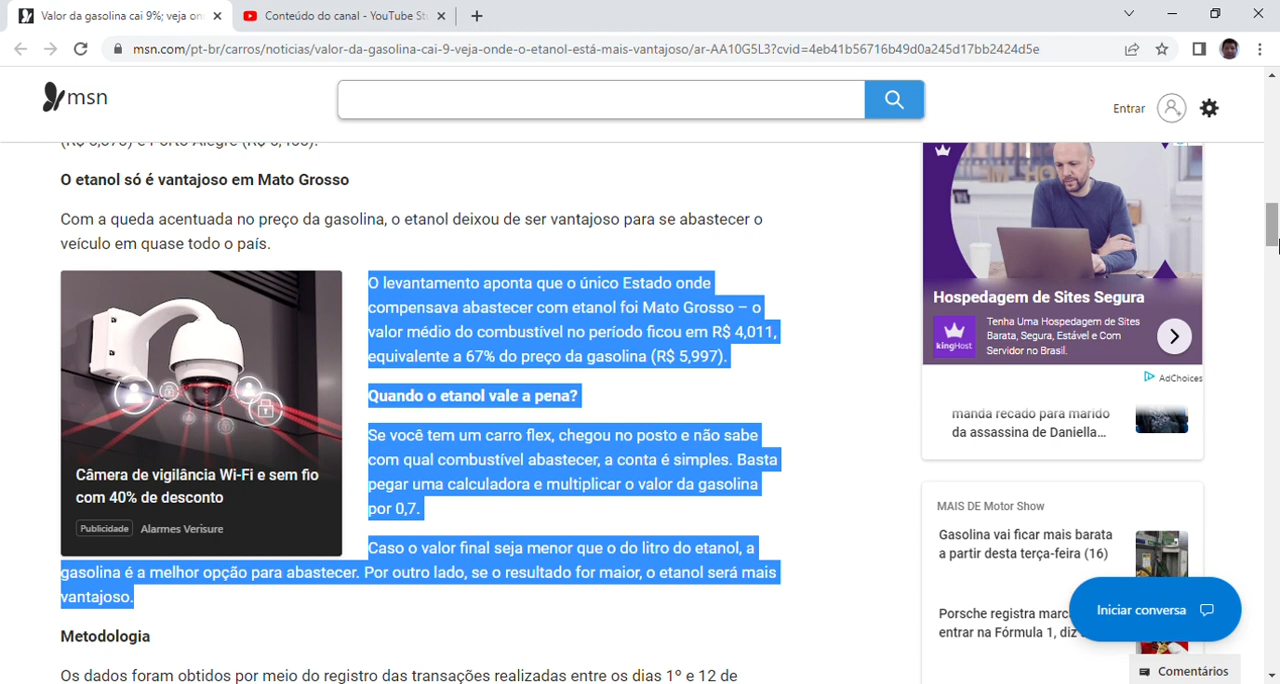 Valor da gasolina cai 9%; veja on
Conteúdo do canal - YouTube St
msn.com/pt-br/carros/noticias/valor-da-gasolina-cai-9-veja-onde-o-etanol-está-mais-vantajoso/ar-AA10G5L3?cvid=4eb41b56716b49d0a245d17bb2424d5e
msn
Entrar
O etanol só é vantajoso em Mato Grosso
Com a queda acentuada no preço da gasolina, o etanol deixou de ser vantajoso para se abastecer o
veículo em quase todo o país.
O levantamento aponta que o único Estado onde
compensava abastecer com etanol foi Mato Grosso – o
valor médio do combustível no período ficou em R$ 4,011,
equivalente a 67% do preço da gasolina (R$ 5,997).
Quando o etanol vale a pena?
Se você tem um carro flex, chegou no posto e não sabe
com qual combustível abastecer, a conta é simples. Basta
pegar uma calculadora e multiplicar o valor da gasolina
por 0,7.
Caso o valor final seja menor que o do litro do etanol, a
gasolina é a melhor opção para abastecer. Por outro lado, se o resultado for maior, o etanol será mais
vantajoso.
Câmera de vigilância Wi-Fi e sem fio
com 40% de desconto
Publicidade Alarmes Verisure
Metodologia
Os dados foram obtidos por meio do registro das transações realizadas entre os dias 1º e 12 de
Hospedagem de Sites Segura
kingHost
Tenha Uma Hospedagem de Sites
Barata, Segura, Estável e Com
Servidor no Brasil.
AdChoices
manda recado para marido
da assassina de Daniella...
MAIS DE Motor Show
Gasolina vai ficar mais barata
a partir desta terça-feira (16)
Porsche registra marc
entrar na Fórmula 1, diz
Iniciar conversa
Comentários